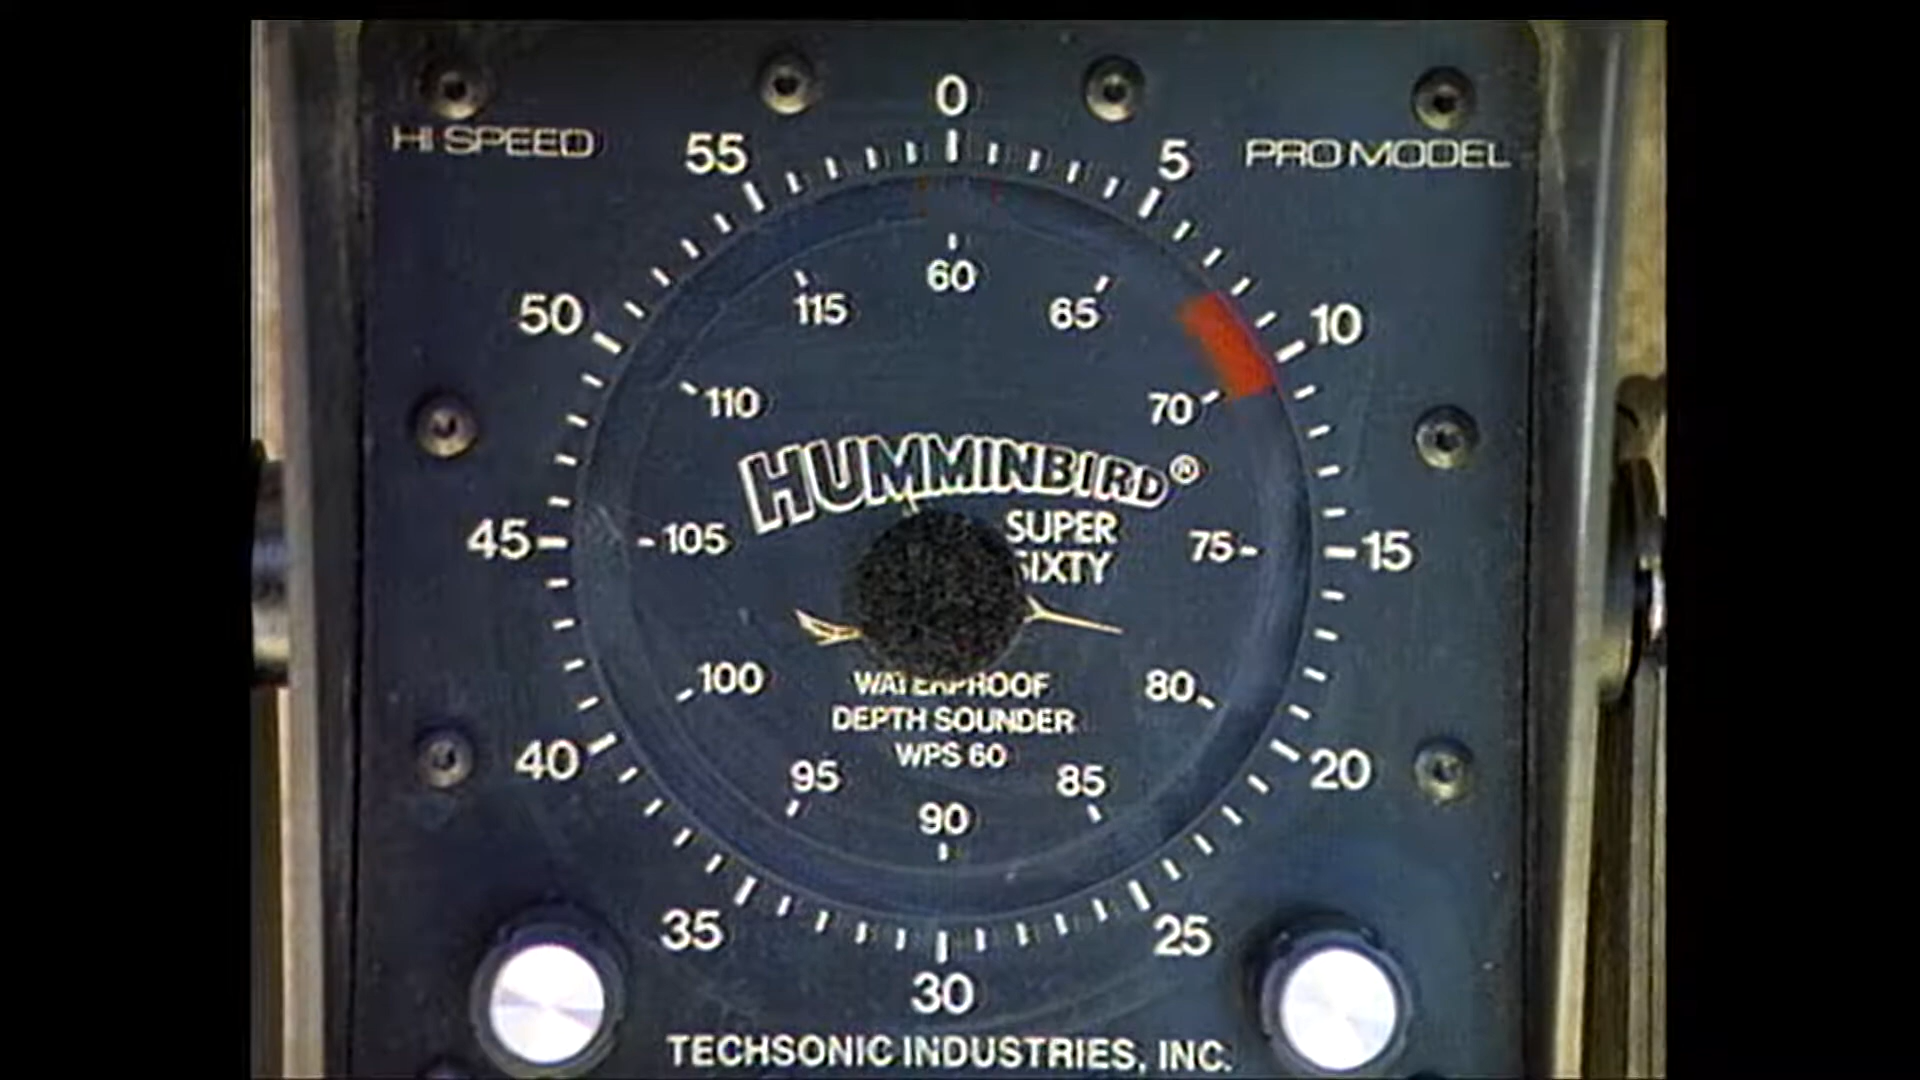 0
HI SPEED
55
5
PRO MODEL
60
115
65
50
10
110
70
HUMMINBIRD®
SUPER
SIXTY
45
105
75
15
100
80
WATERPROOF
DEPTH SOUNDER
WPS 60
40
20
95
85
90
35
25
30
TECHSONIC INDUSTRIES, INC.